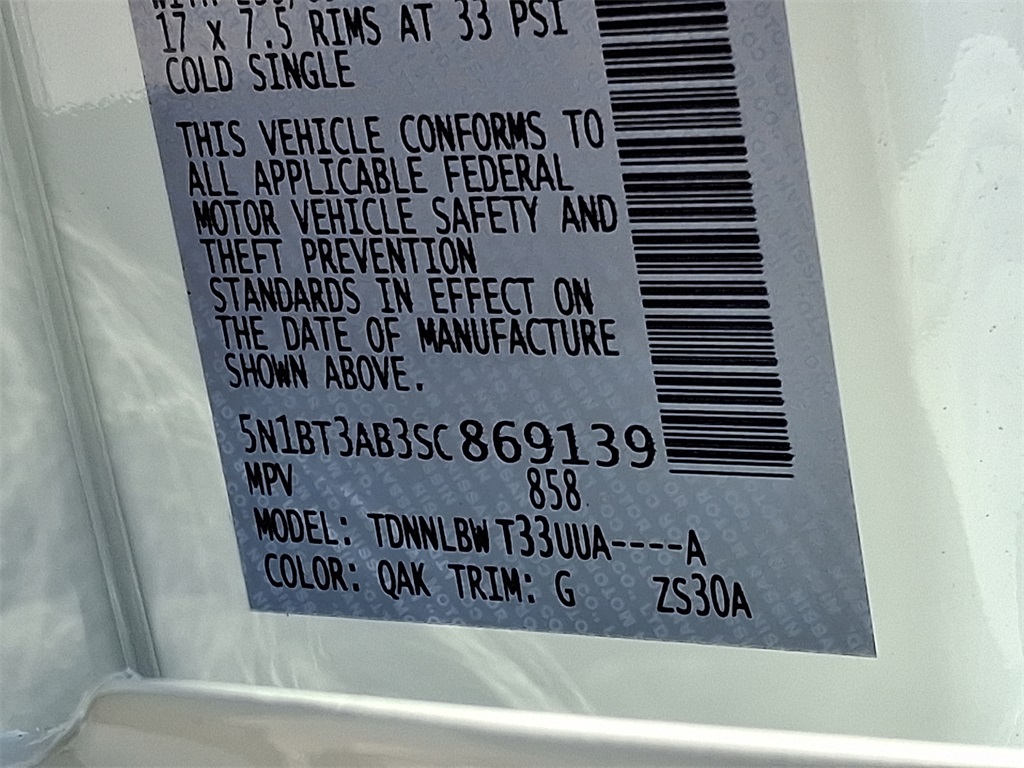 17 X 7.5 RIMS AT 33 PSI
COLD SINGLE
THIS VEHICLE CONFORMS TO
ALL APPLICABLE FEDERAL
MOTOR VEHICLE SAFETY AND
THEFT PREVENTION
STANDARDS IN EFFECT ON
THE DATE OF MANUFACTURE
SHOWN ABOVE.
5N1BT3AB3SC869139
MPV 858
MODEL: TDNNLBW T33UUA----A
COLOR: QAK TRIM: G ZS30A